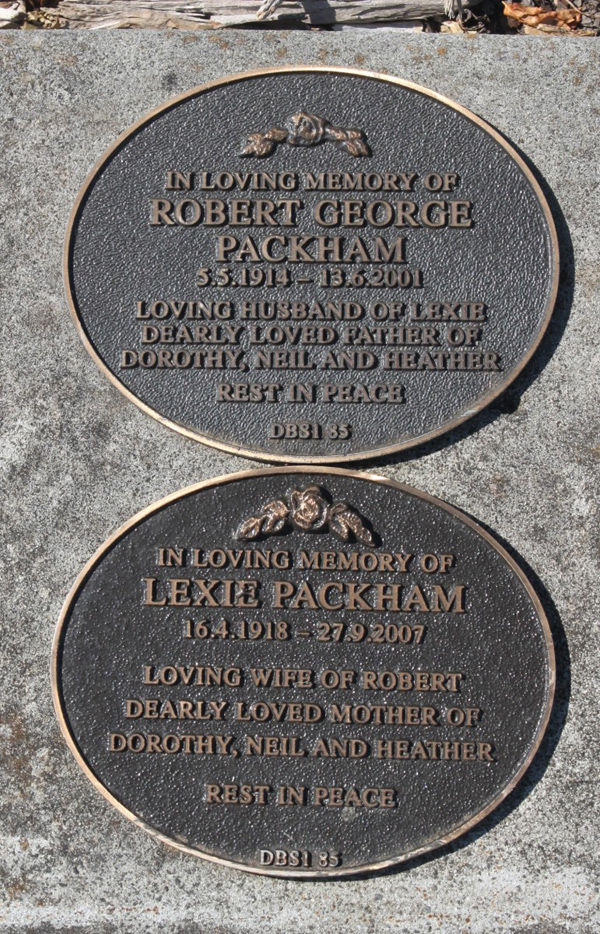 IN LOVING MEMORY OF
ROBERT GEORGE
PACKHAM
5.5.1914 – 13.6.2001
LOVING HUSBAND OF LEXIE
DEARLY LOVED FATHER OF
DOROTHY, NEIL AND HEATHER
REST IN PEACE
DBS1 85
IN LOVING MEMORY OF
LEXIE PACKHAM
16.4.1918 – 27.9.2007
LOVING WIFE OF ROBERT
DEARLY LOVED MOTHER OF
DOROTHY, NEIL AND HEATHER
REST IN PEACE
DBS1 85